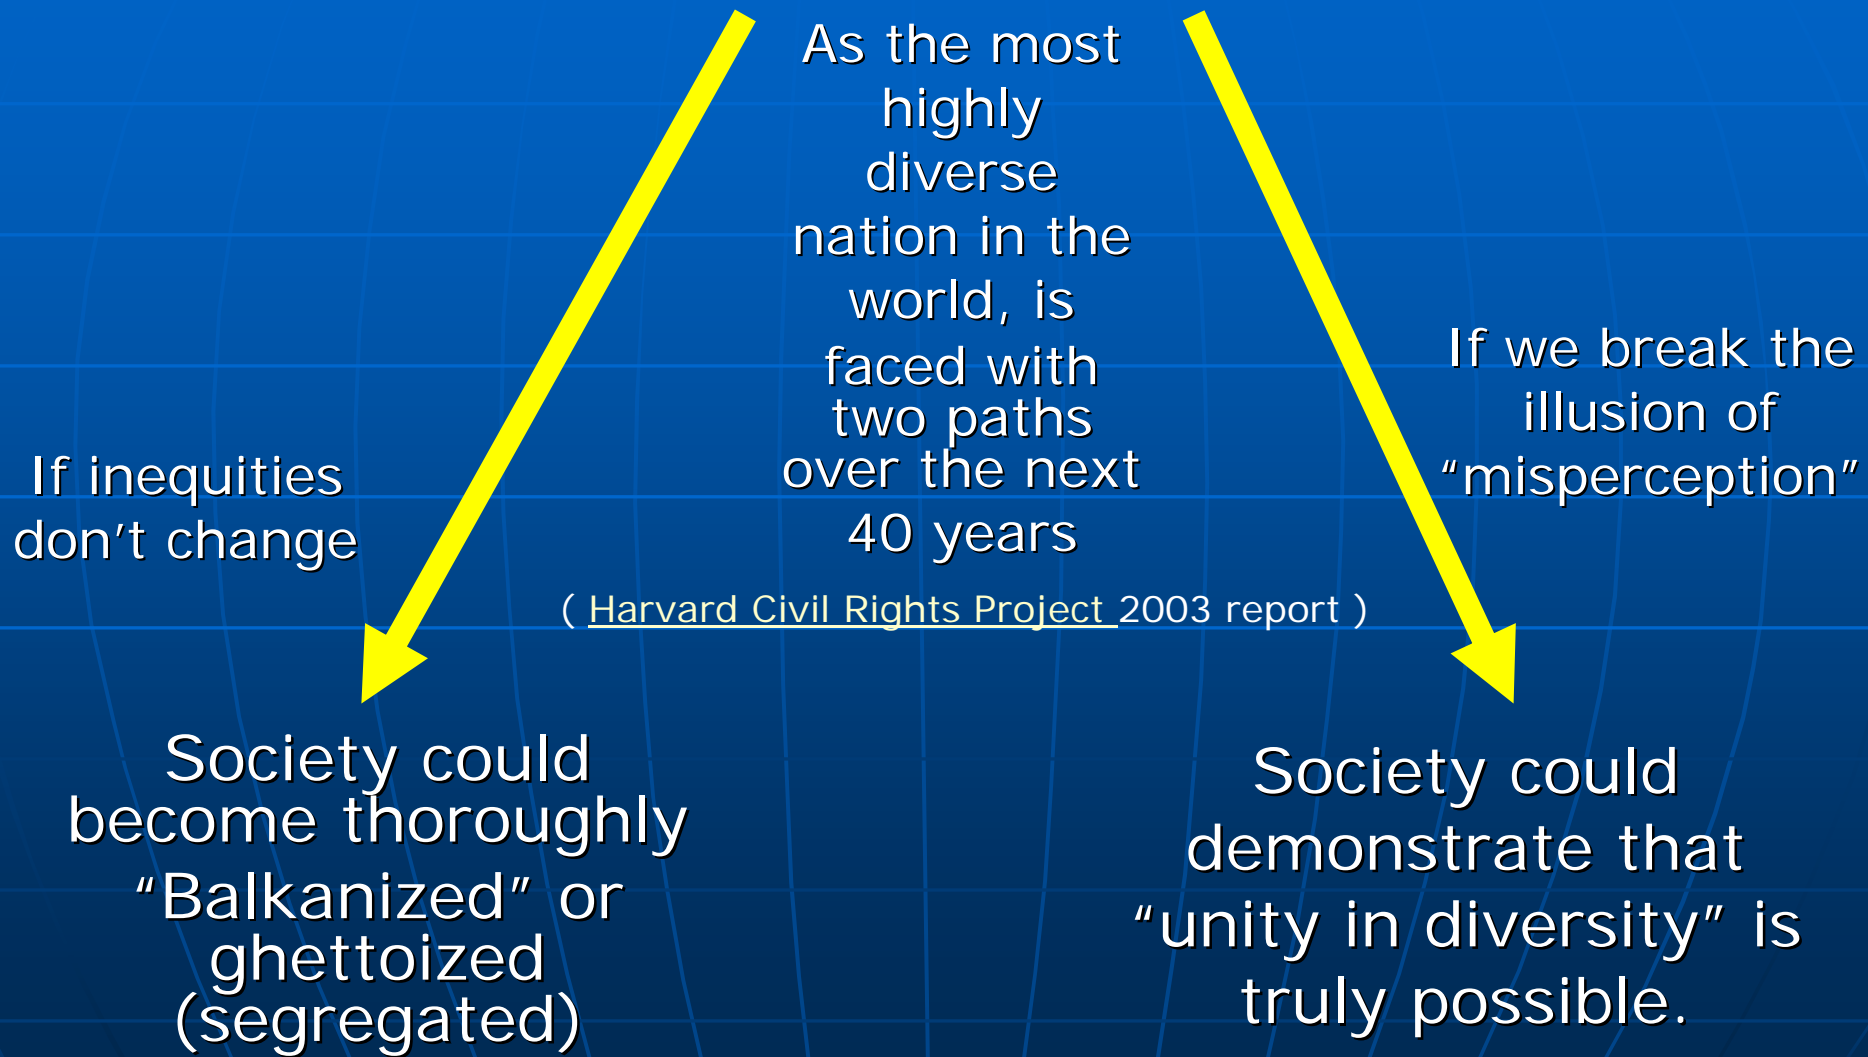 As the most
highly
diverse
nation in the
world, is
faced with
two paths
over the next
40 years
( Harvard Civil Rights Project 2003 report )
If inequities
don't change
Society could
become thoroughly
“Balkanized” or
ghettoized
(segregated)
If we break the
illusion of
“misperception”
Society could
demonstrate that
“unity in diversity” is
truly possible.